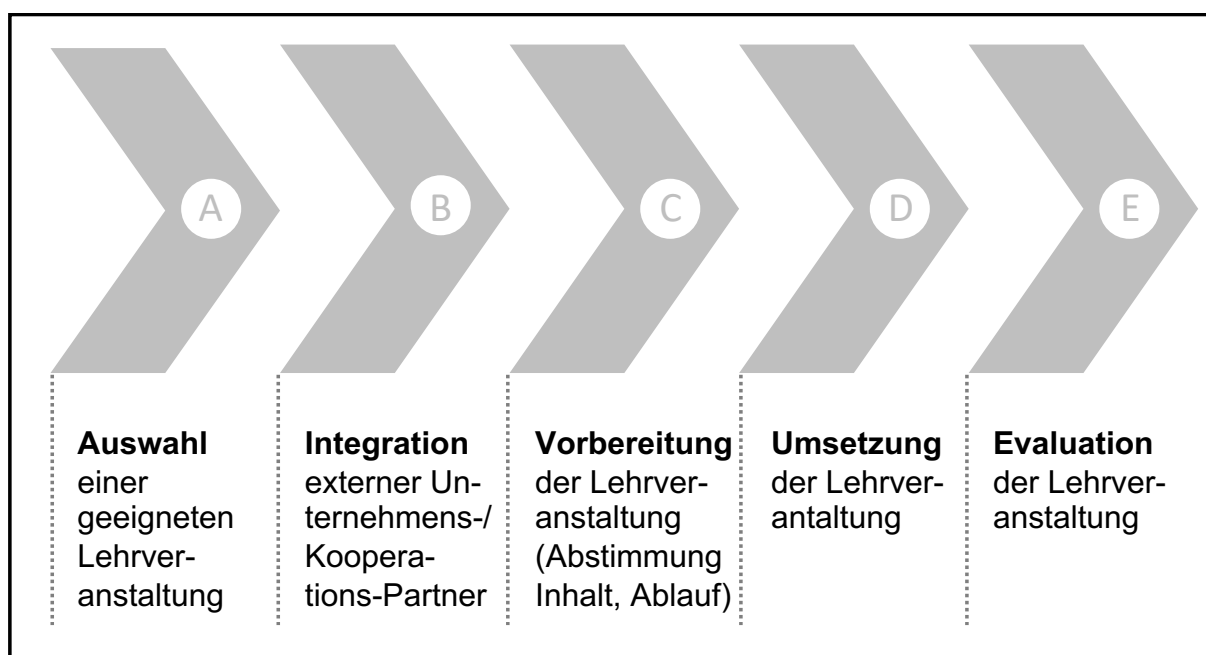 A
B
C
D
E
Auswahl
einer
geeigneten
Lehrver-
anstaltung
Integration
externer Un-
ternehmens-/
Koopera-
tions-Partner
Vorbereitung
der Lehrver-
anstaltung
(Abstimmung
Inhalt, Ablauf)
Umsetzung
der Lehrver-
antaltung
Evaluation
der Lehrver-
anstaltung